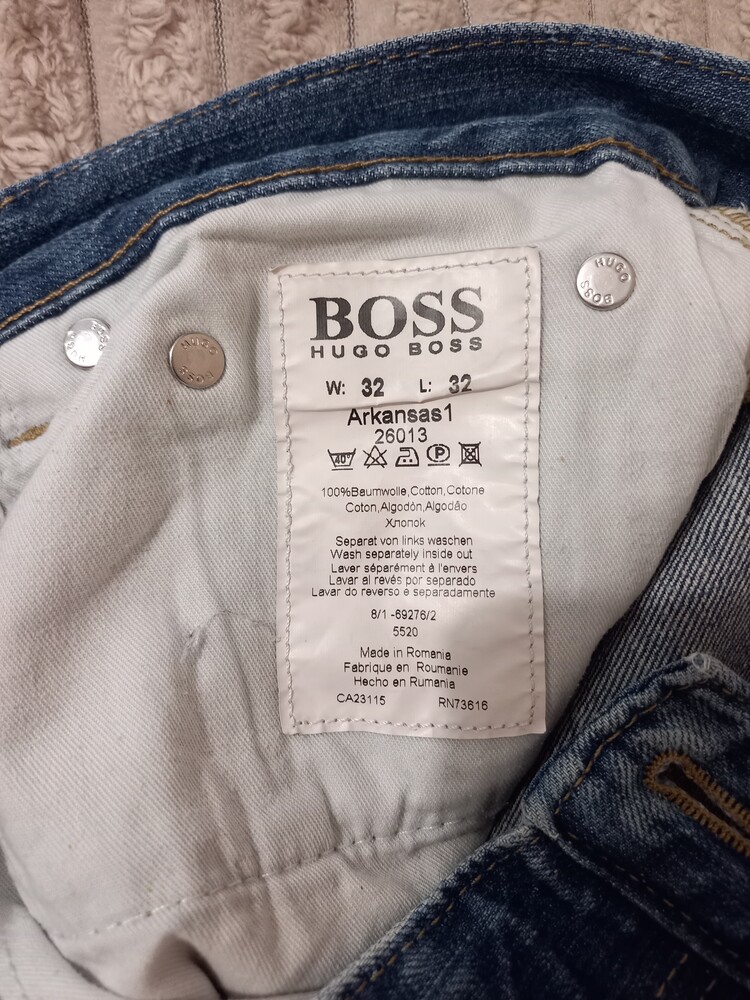 BOSS
HUGO BOSS
W: 32 L: 32
Arkansas1
26013
40° P
100%Baumwolle,Cotton,Cotone
Coton,Algodón,Algodão
Хлопок
Separat von links waschen
Wash separately inside out
Laver séparément à l'envers
Lavar al revés por separado
Lavar do reverso e separadamente
8/1 -69276/2
5520
Made in Romania
Fabrique en Roumanie
Hecho en Rumania
CA23115 RN73616
HUGO BOSS
HUGO BOSS
HUGO BOSS